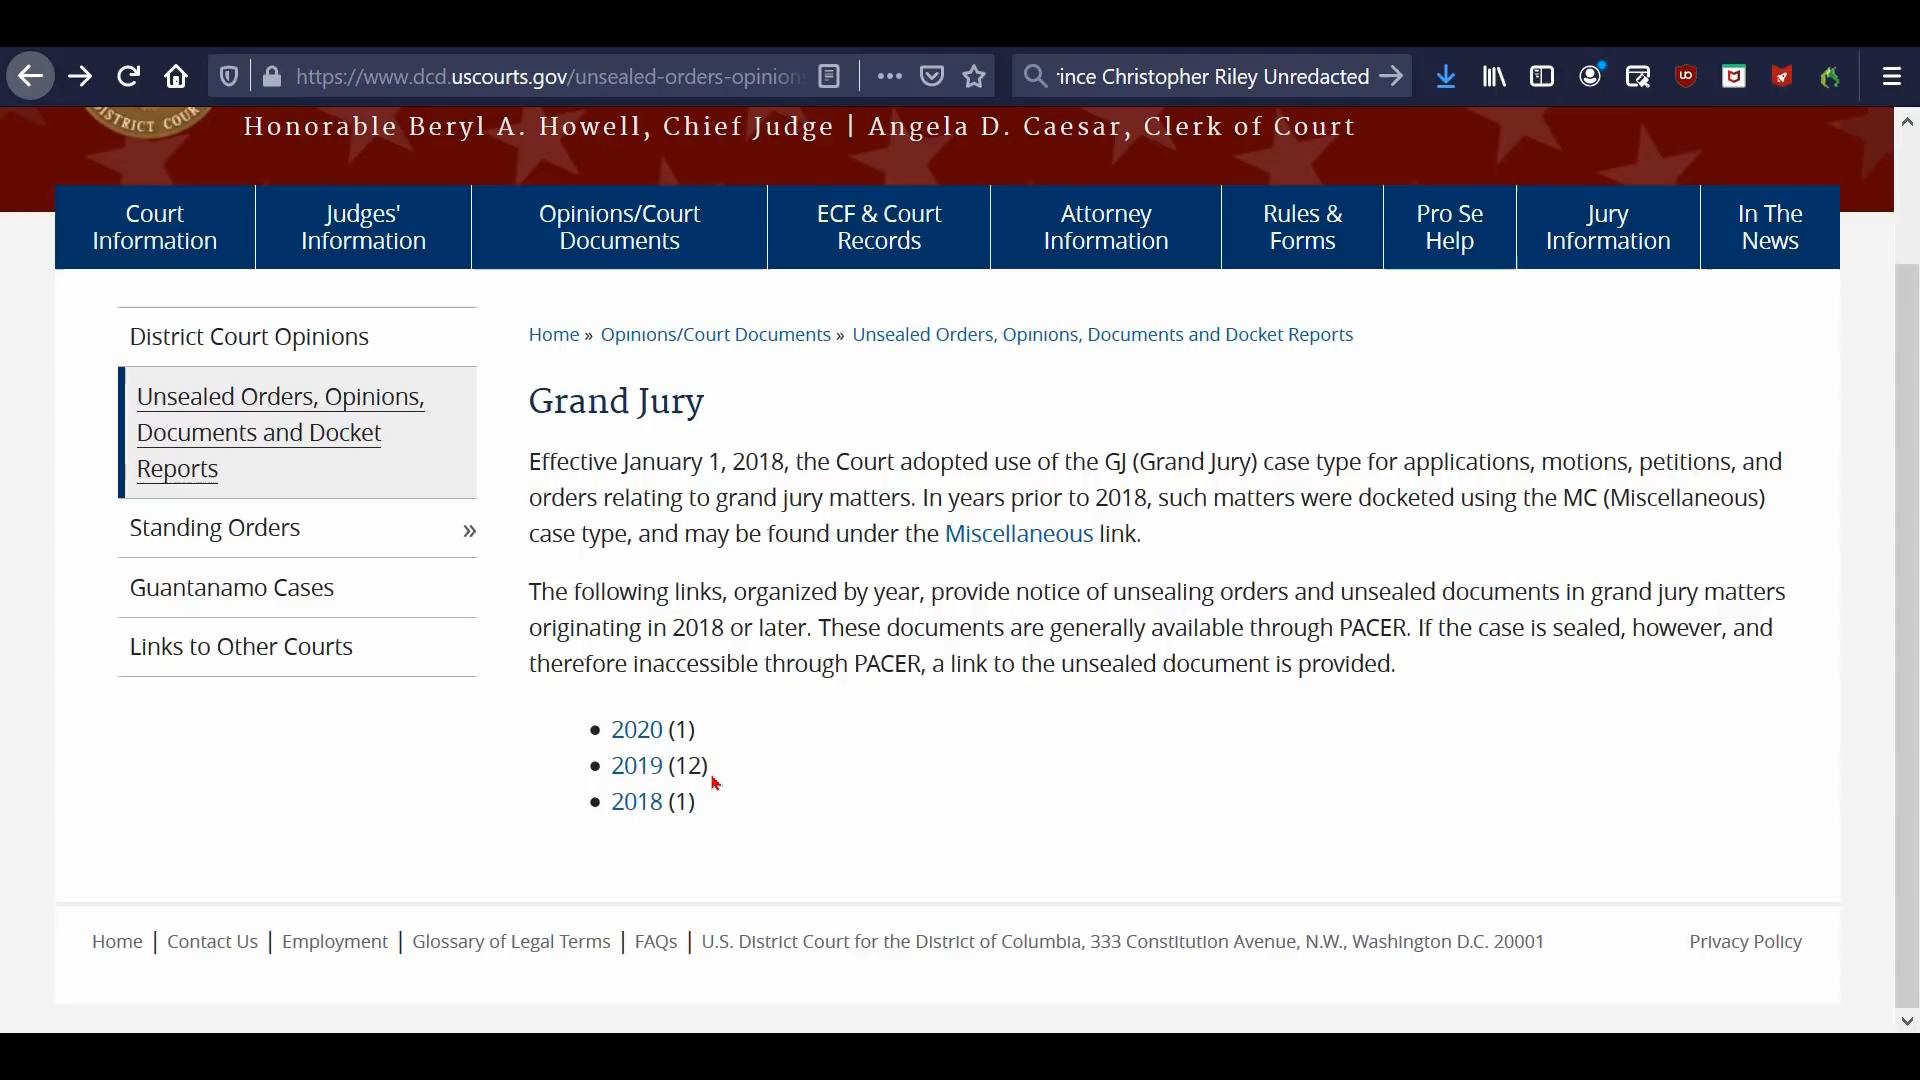 https://www.dcd.uscourts.gov/unsealed-orders-opinion
ince Christopher Riley Unredacted
DISTRICT COU
Honorable Beryl A. Howell, Chief Judge | Angela D. Caesar, Clerk of Court
Court Information
Judges' Information
Opinions/Court Documents
ECF & Court Records
Attorney Information
Rules & Forms
Pro Se Help
Jury Information
In The News
District Court Opinions
Unsealed Orders, Opinions,
Documents and Docket
Reports
Standing Orders »
Guantanamo Cases
Links to Other Courts
Home » Opinions/Court Documents » Unsealed Orders, Opinions, Documents and Docket Reports
Grand Jury
Effective January 1, 2018, the Court adopted use of the GJ (Grand Jury) case type for applications, motions, petitions, and
orders relating to grand jury matters. In years prior to 2018, such matters were docketed using the MC (Miscellaneous)
case type, and may be found under the Miscellaneous link.
The following links, organized by year, provide notice of unsealing orders and unsealed documents in grand jury matters
originating in 2018 or later. These documents are generally available through PACER. If the case is sealed, however, and
therefore inaccessible through PACER, a link to the unsealed document is provided.
• 2020 (1)
• 2019 (12)
• 2018 (1)
Home | Contact Us | Employment | Glossary of Legal Terms | FAQs | U.S. District Court for the District of Columbia, 333 Constitution Avenue, N.W., Washington D.C. 20001
Privacy Policy